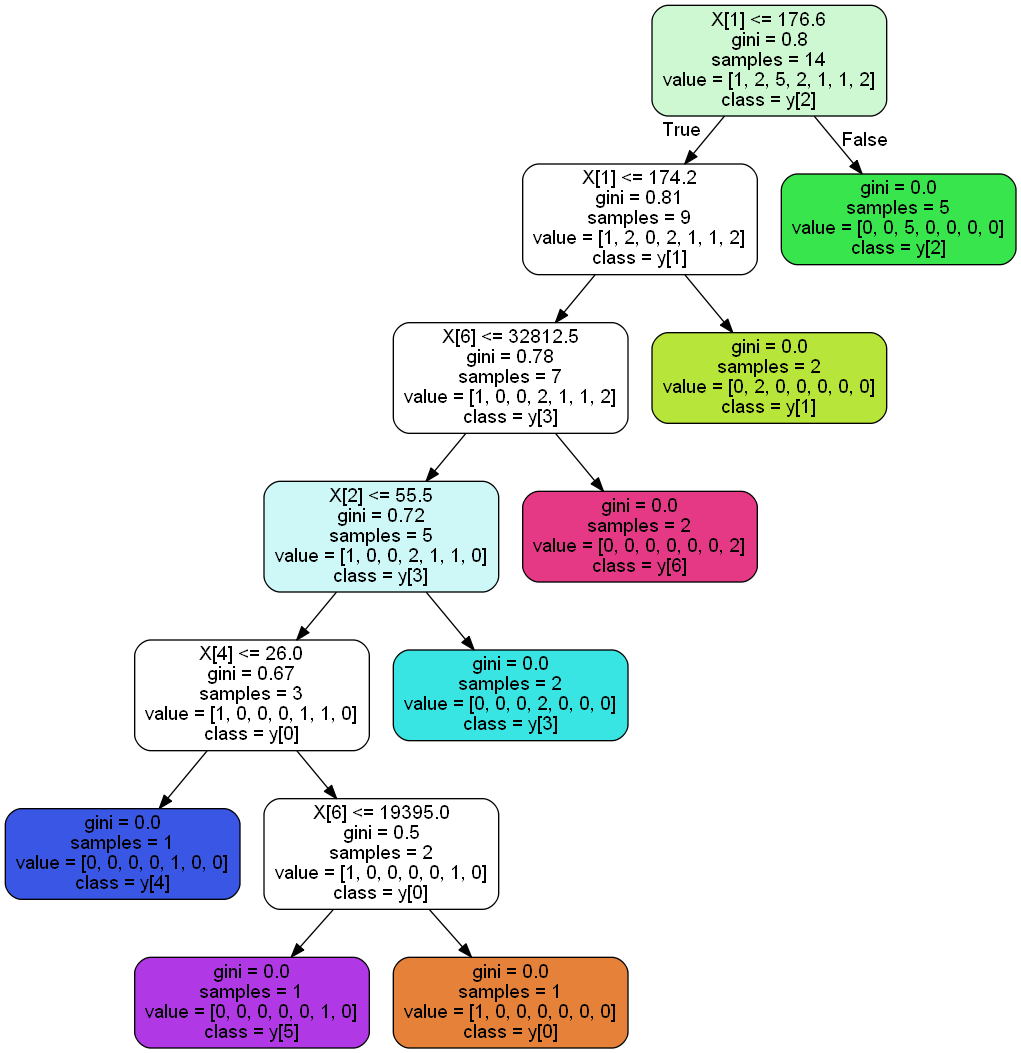 X[1] <= 176.6
gini = 0.8
samples = 14
value = [1, 2, 5, 2, 1, 1, 2]
class = y[2]
True
False
X[1] <= 174.2
gini = 0.81
samples = 9
value = [1, 2, 0, 2, 1, 1, 2]
class = y[1]
gini = 0.0
samples = 5
value = [0, 0, 5, 0, 0, 0, 0]
class = y[2]
X[6] <= 32812.5
gini = 0.78
samples = 7
value = [1, 0, 0, 2, 1, 1, 2]
class = y[3]
gini = 0.0
samples = 2
value = [0, 2, 0, 0, 0, 0, 0]
class = y[1]
X[2] <= 55.5
gini = 0.72
samples = 5
value = [1, 0, 0, 2, 1, 1, 0]
class = y[3]
gini = 0.0
samples = 2
value = [0, 0, 0, 0, 0, 0, 2]
class = y[6]
X[4] <= 26.0
gini = 0.67
samples = 3
value = [1, 0, 0, 0, 1, 1, 0]
class = y[0]
gini = 0.0
samples = 2
value = [0, 0, 0, 2, 0, 0, 0]
class = y[3]
gini = 0.0
samples = 1
value = [0, 0, 0, 0, 1, 0, 0]
class = y[4]
X[6] <= 19395.0
gini = 0.5
samples = 2
value = [1, 0, 0, 0, 0, 1, 0]
class = y[0]
gini = 0.0
samples = 1
value = [0, 0, 0, 0, 0, 1, 0]
class = y[5]
gini = 0.0
samples = 1
value = [1, 0, 0, 0, 0, 0, 0]
class = y[0]